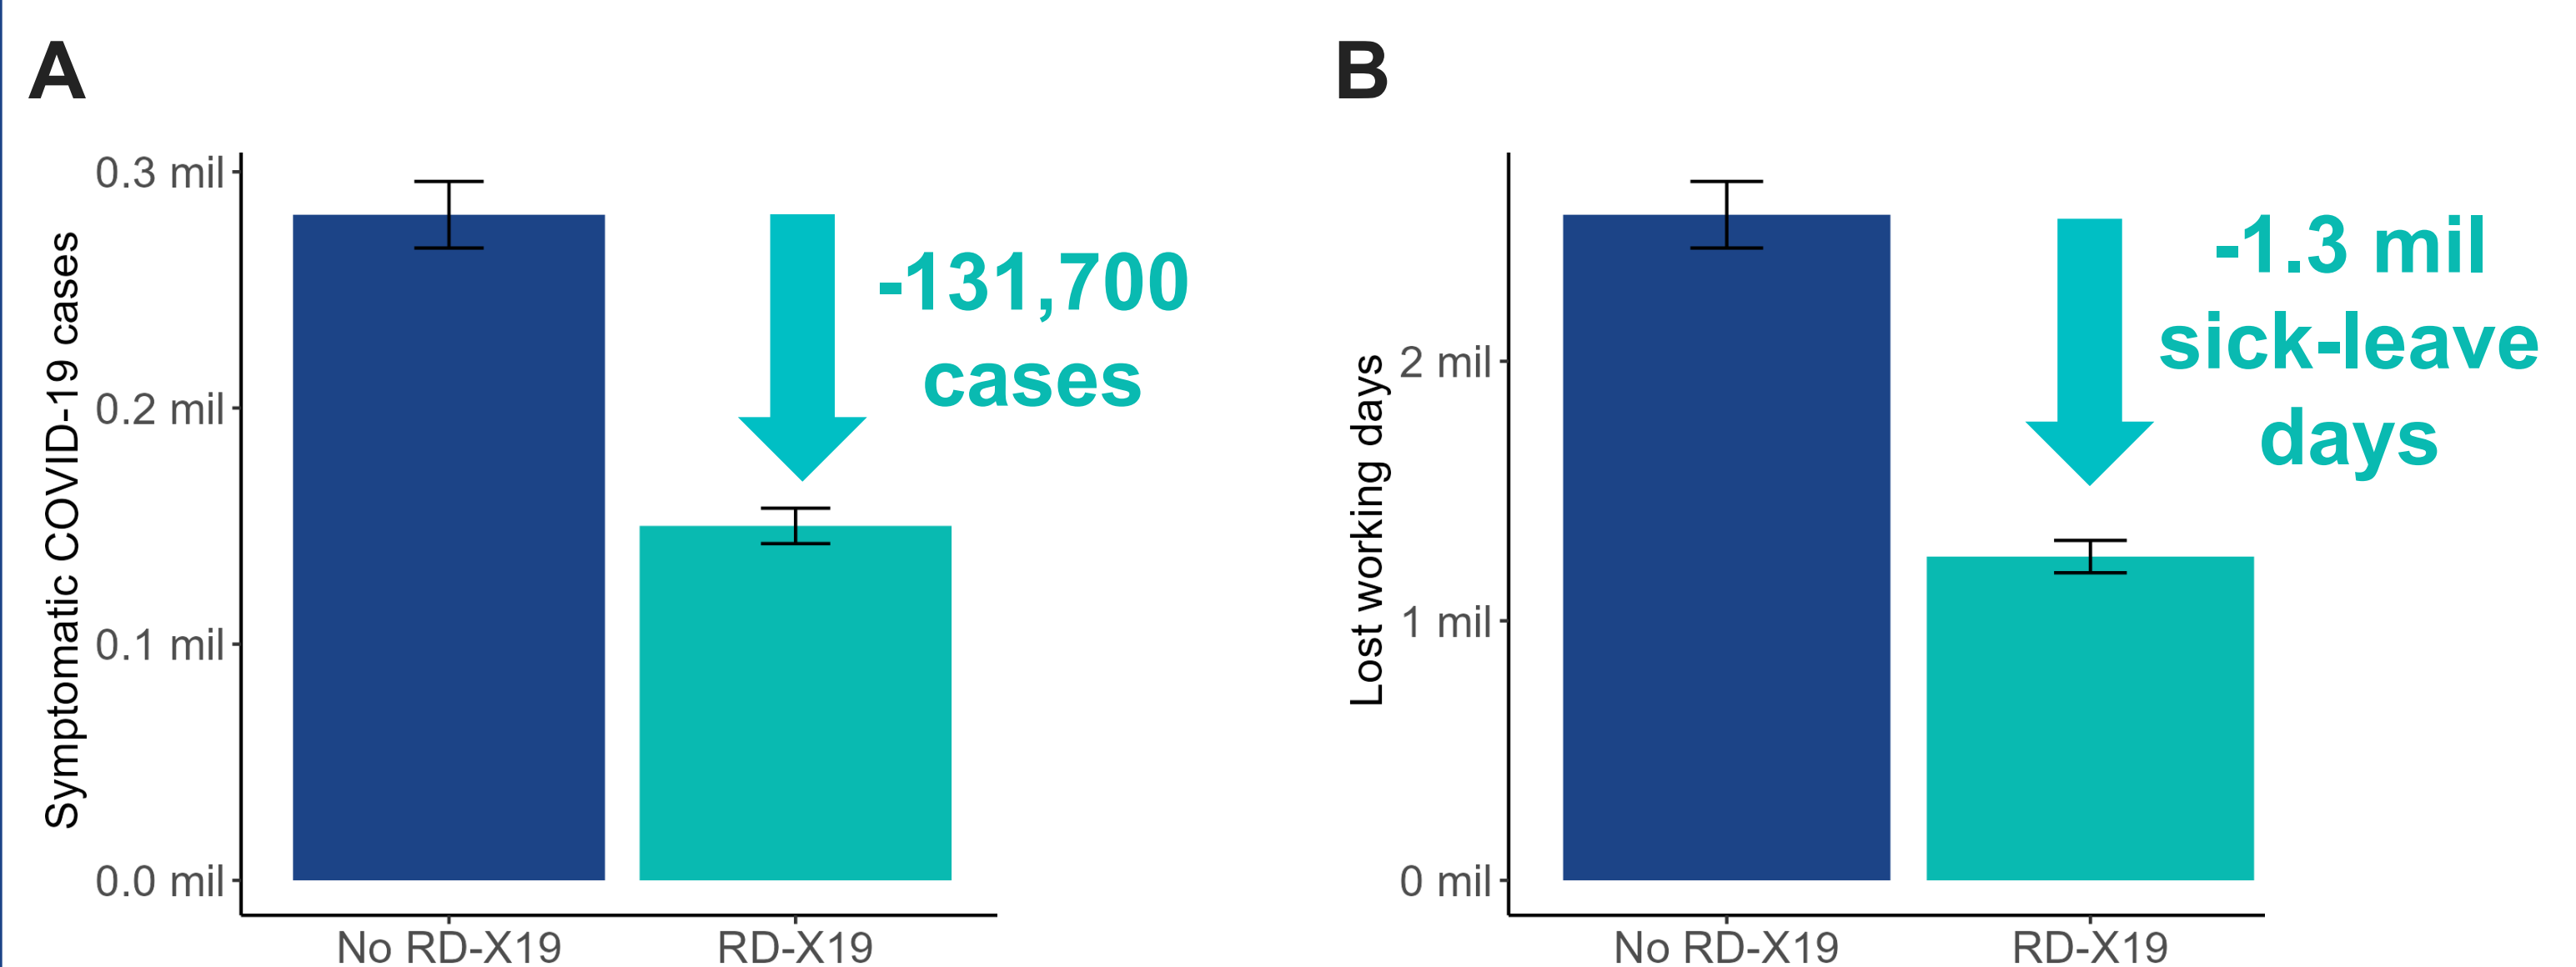 A
Symptomatic COVID-19 cases
0.3 mil
0.2 mil
0.1 mil
0.0 mil
No RD-X19
RD-X19
-131,700
cases
B
Lost working days
2 mil
1 mil
0 mil
No RD-X19
RD-X19
-1.3 mil
sick-leave
days